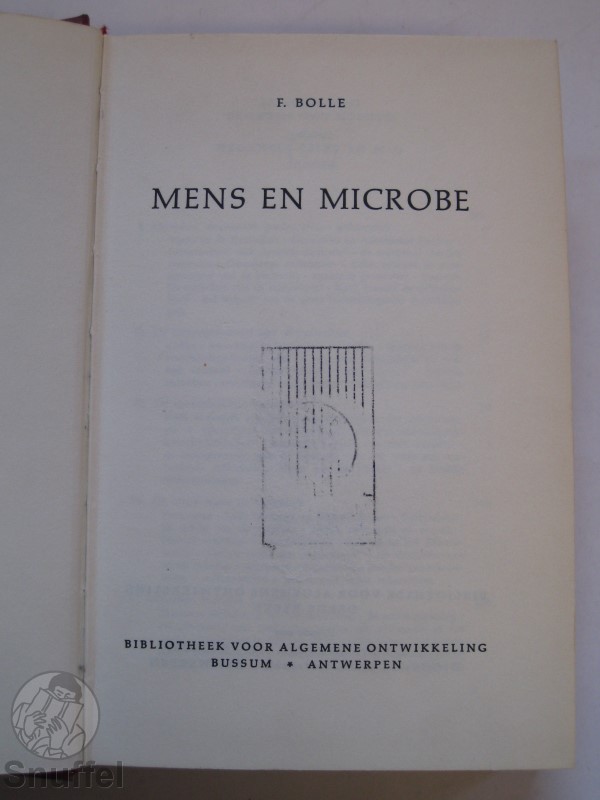 F. BOLLE
MENS EN MICROBE
BIBLIOTHEEK VOOR ALGEMENE ONTWIKKELING
BUSSUM * ANTWERPEN
Snuffel